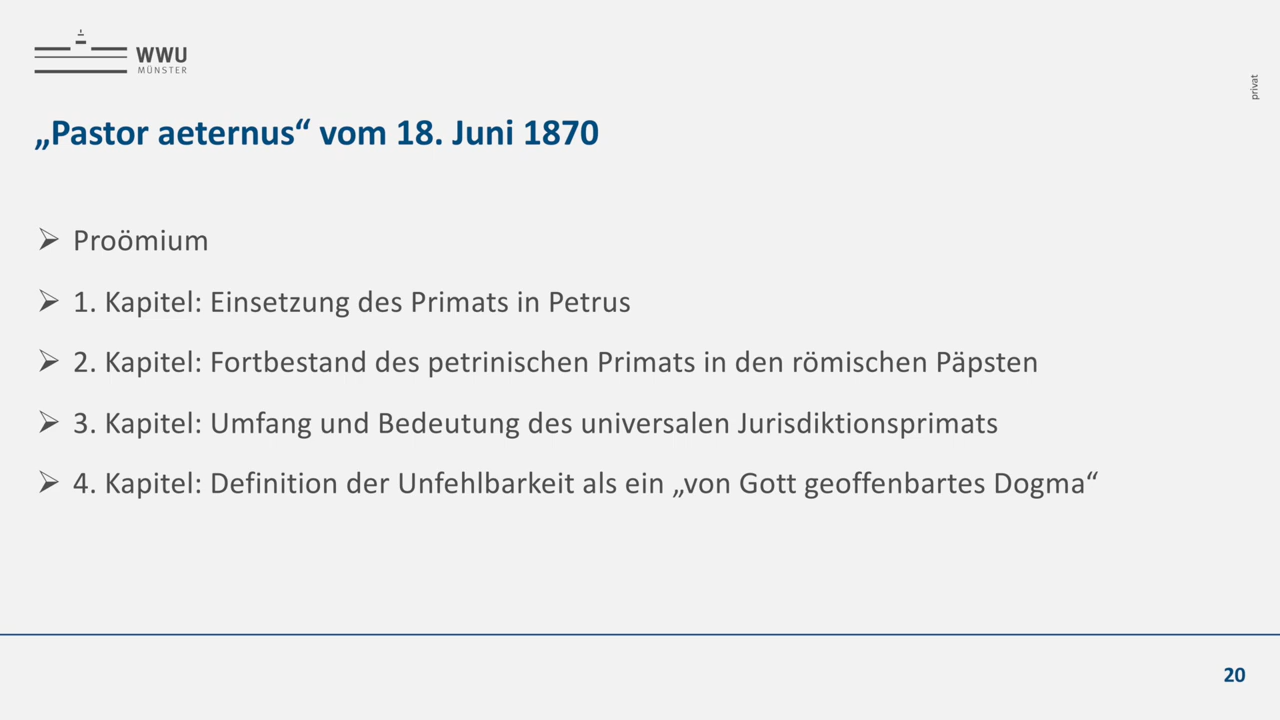 WWU
MÜNSTER
privat
„Pastor aeternus“ vom 18. Juni 1870
➢ Proömium
➢ 1. Kapitel: Einsetzung des Primats in Petrus
➢ 2. Kapitel: Fortbestand des petrinischen Primats in den römischen Päpsten
➢ 3. Kapitel: Umfang und Bedeutung des universalen Jurisdiktionsprimats
➢ 4. Kapitel: Definition der Unfehlbarkeit als ein „von Gott geoffenbartes Dogma“
20